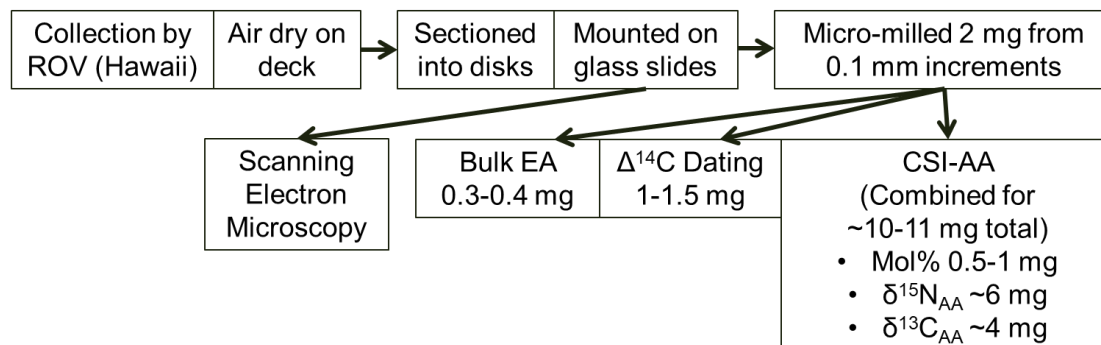 Collection by
ROV (Hawaii)
Air dry on
deck
Sectioned
into disks
Mounted on
glass slides
Micro-milled 2 mg from
0.1 mm increments
Scanning
Electron
Microscopy
Bulk EA
0.3-0.4 mg
Δ¹⁴C Dating
1-1.5 mg
CSI-AA
(Combined for
~10-11 mg total)
• Mol% 0.5-1 mg
• δ¹⁵N_AA ~6 mg
• δ¹³C_AA ~4 mg